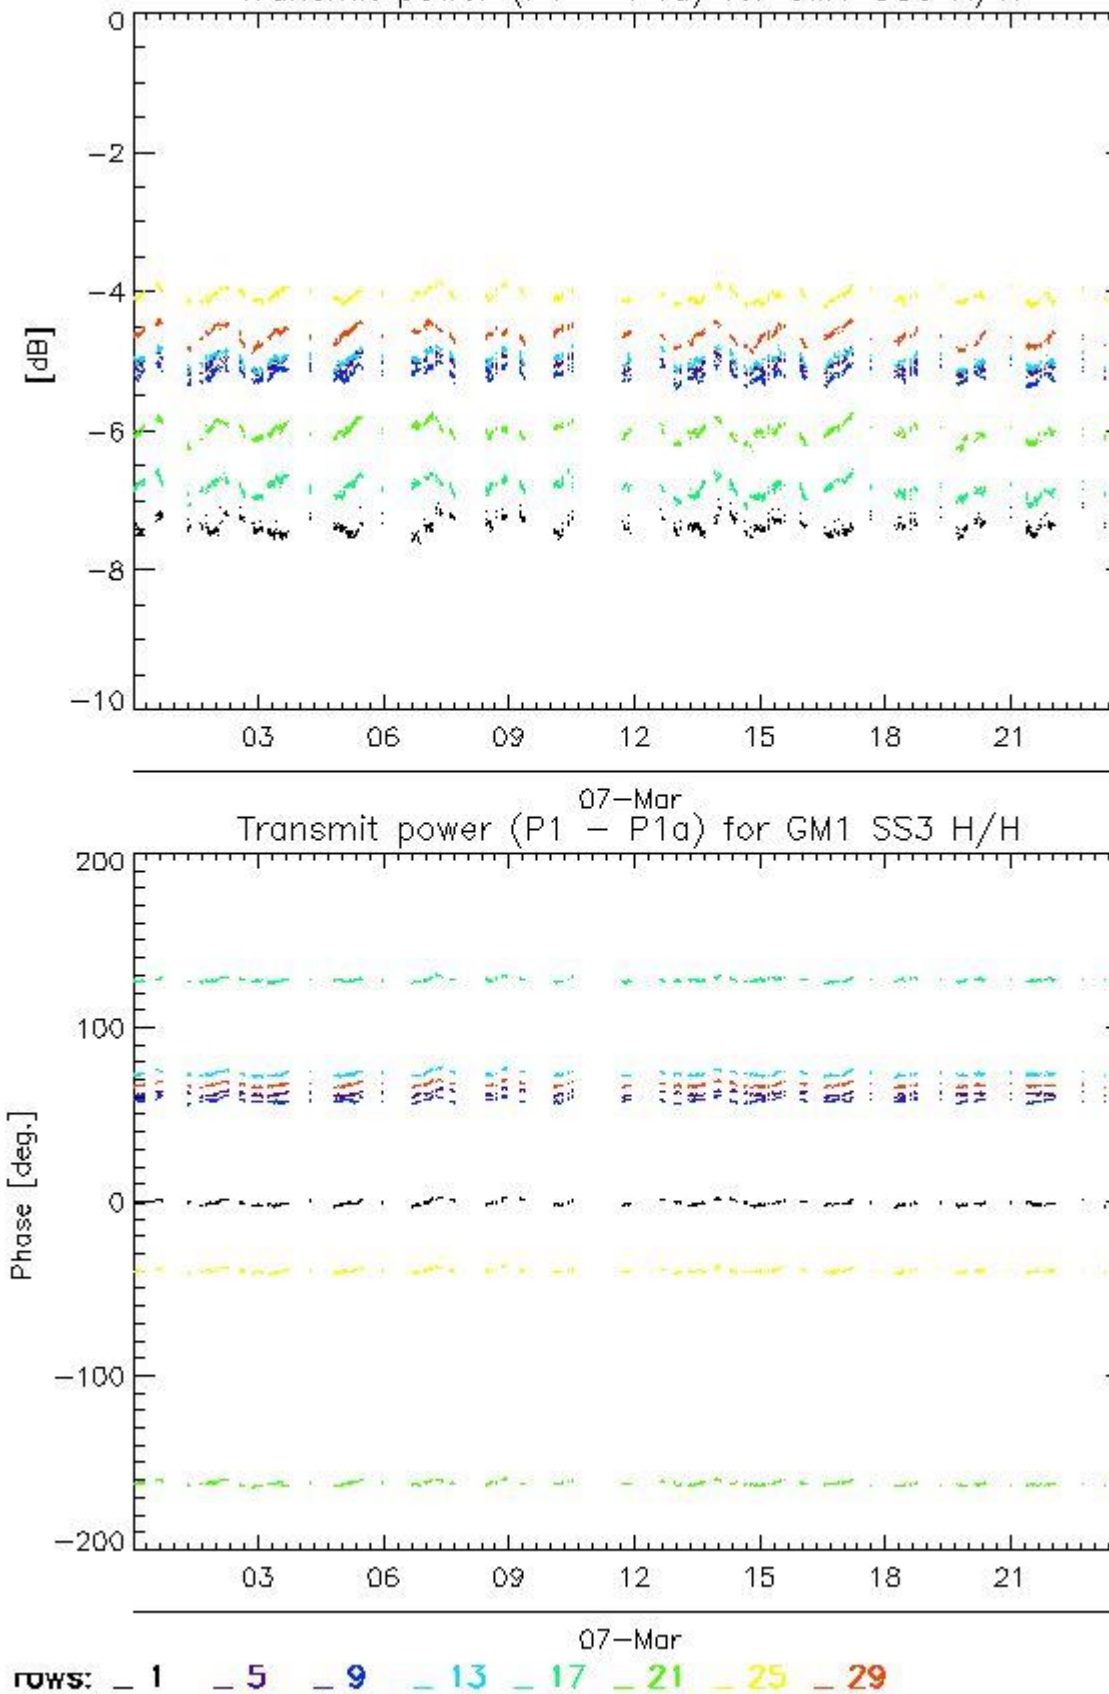 0
−2
−4
−6
−8
−10
[dB]
03 06 09 12 15 18 21
07−Mar
Transmit power (P1 − P1a) for GM1 SS3 H/H
200
100
0
−100
−200
Phase [deg.]
03 06 09 12 15 18 21
07−Mar
rows: _ 1 _ 5 _ 9 _ 13 _ 17 _ 21 _ 25 _ 29